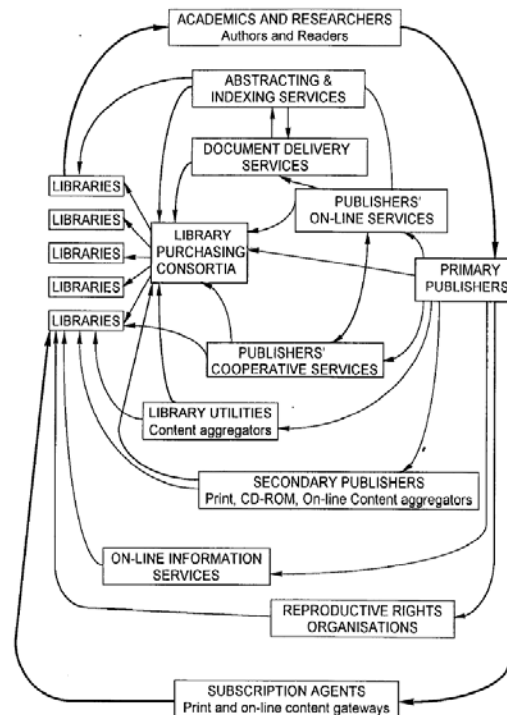 ACADEMICS AND RESEARCHERS
Authors and Readers
ABSTRACTING &
INDEXING SERVICES
DOCUMENT DELIVERY
SERVICES
LIBRARIES
PUBLISHERS'
ON-LINE SERVICES
LIBRARIES
LIBRARY
PURCHASING
CONSORTIA
LIBRARIES
PRIMARY
PUBLISHERS
LIBRARIES
LIBRARIES
PUBLISHERS'
COOPERATIVE SERVICES
LIBRARY UTILITIES
Content aggregators
SECONDARY PUBLISHERS
Print, CD-ROM, On-line Content aggregators
ON-LINE INFORMATION
SERVICES
REPRODUCTIVE RIGHTS
ORGANISATIONS
SUBSCRIPTION AGENTS
Print and on-line content gateways